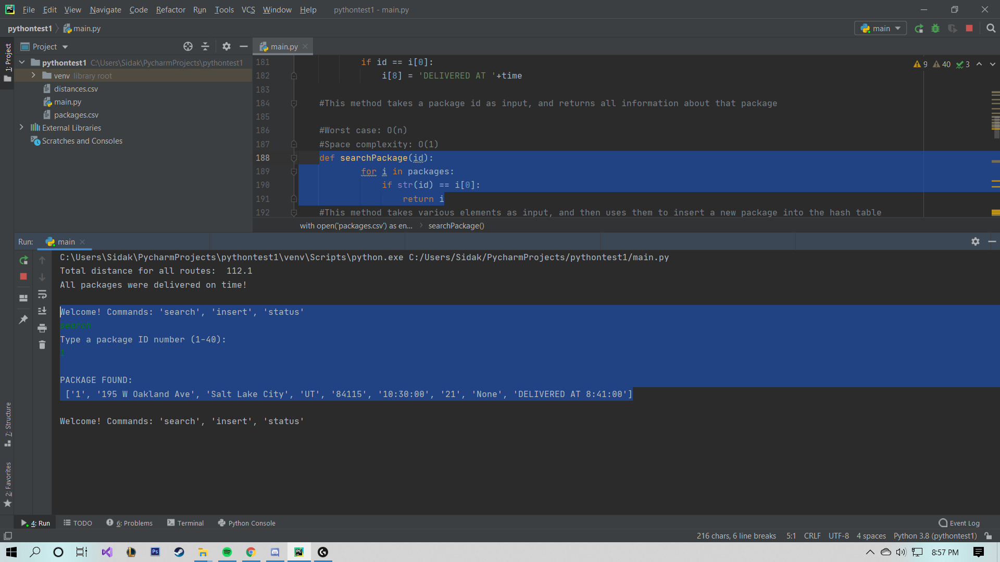 File Edit View Navigate Code Refactor Run Tools VCS Window Help pythontest1 - main.py
pythontest1 main.py main
1: Project
Project main.py
pythontest1 C:\Users\Sidak\PycharmProjects\pythontest1
venv library root
distances.csv
main.py
packages.csv
External Libraries
Scratches and Consoles
9 40 3
181 if id == i[0]:
182 i[8] = 'DELIVERED AT '+time
183
184 #This method takes a package id as input, and returns all information about that package
185
186 #Worst case: O(n)
187 #Space complexity: O(1)
188 def searchPackage(id):
189 for i in packages:
190 if str(id) == i[0]:
191 return i
192 #This method takes various elements as input, and then uses them to insert a new package into the hash table
with open('packages.csv') as en... searchPackage()
Run: main
C:\Users\Sidak\PycharmProjects\pythontest1\venv\Scripts\python.exe C:/Users/Sidak/PycharmProjects/pythontest1/main.py
Total distance for all routes:  112.1
All packages were delivered on time!
Welcome! Commands: 'search', 'insert', 'status'
search
Type a package ID number (1-40):
1
PACKAGE FOUND:
['1', '195 W Oakland Ave', 'Salt Lake City', 'UT', '84115', '10:30:00', '21', 'None', 'DELIVERED AT 8:41:00']
Welcome! Commands: 'search', 'insert', 'status'
7: Structure
2: Favorites
4: Run TODO 6: Problems Terminal Python Console Event Log
216 chars, 6 line breaks 5:1 CRLF UTF-8 4 spaces Python 3.8 (pythontest1)
Ps PC 8:57 PM